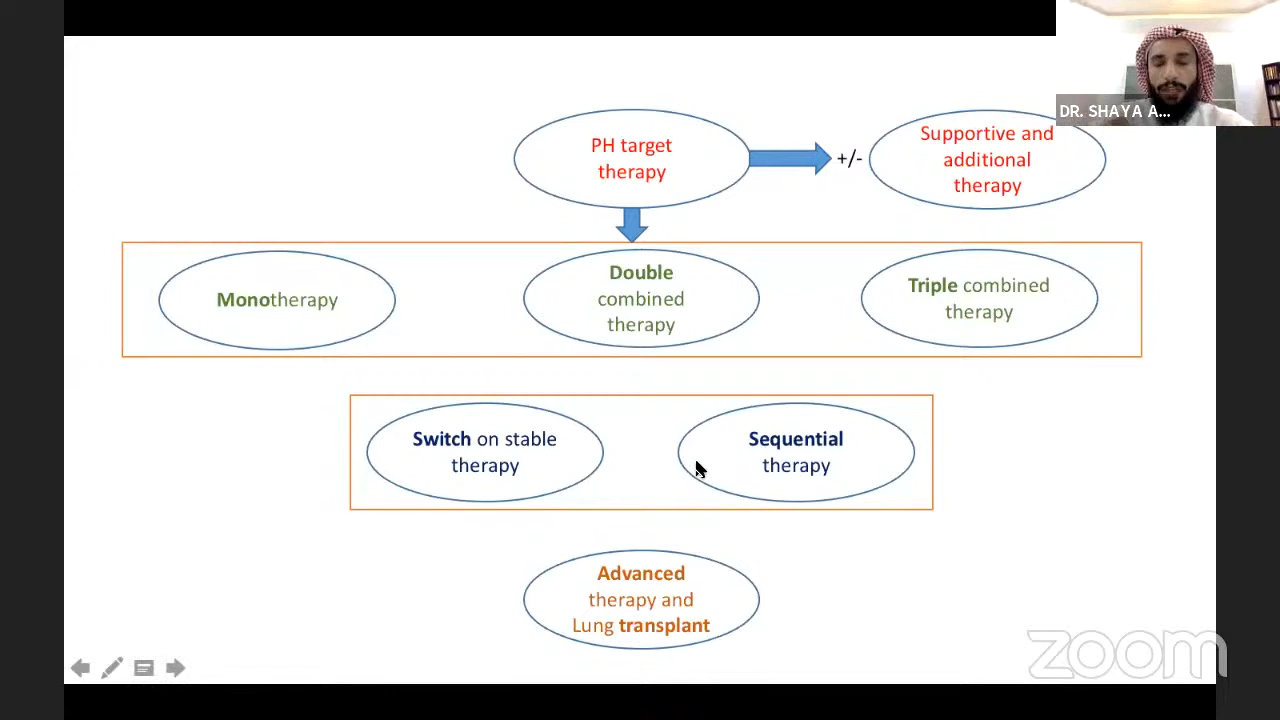 DR. SHAYA A...
PH target
therapy
+/-
Supportive and
additional
therapy
Monotherapy
Double
combined
therapy
Triple combined
therapy
Switch on stable
therapy
Sequential
therapy
Advanced
therapy and
Lung transplant
zoom